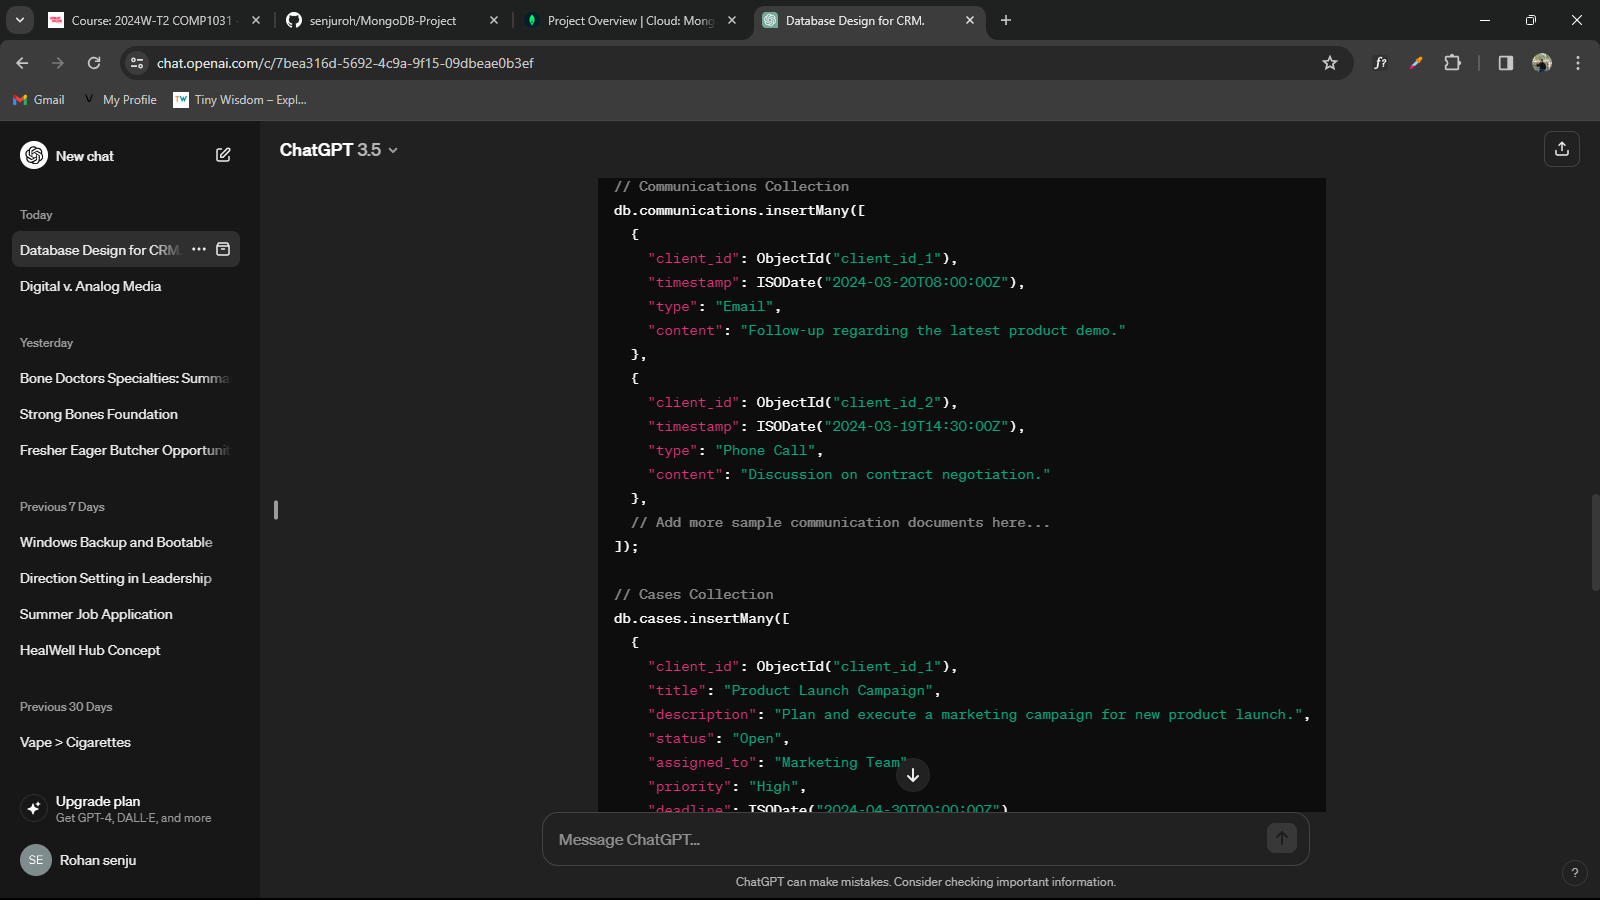 Course: 2024W-T2 COMP1031
senjuroh/MongoDB-Project
Project Overview | Cloud: Mong
Database Design for CRM.
chat.openai.com/c/7bea316d-5692-4c9a-9f15-09dbeae0b3ef
f?
Gmail
My Profile
TW
Tiny Wisdom – Expl...
New chat
ChatGPT 3.5
Today
Database Design for CRM.
Digital v. Analog Media
Yesterday
Bone Doctors Specialties: Summa
Strong Bones Foundation
Fresher Eager Butcher Opportunit
Previous 7 Days
Windows Backup and Bootable
Direction Setting in Leadership
Summer Job Application
HealWell Hub Concept
Previous 30 Days
Vape > Cigarettes
Upgrade plan
Get GPT-4, DALL·E, and more
SE
Rohan senju
// Communications Collection
db.communications.insertMany([
{
"client_id": ObjectId("client_id_1"),
"timestamp": ISODate("2024-03-20T08:00:00Z"),
"type": "Email",
"content": "Follow-up regarding the latest product demo."
},
{
"client_id": ObjectId("client_id_2"),
"timestamp": ISODate("2024-03-19T14:30:00Z"),
"type": "Phone Call",
"content": "Discussion on contract negotiation."
},
// Add more sample communication documents here...
]);
// Cases Collection
db.cases.insertMany([
{
"client_id": ObjectId("client_id_1"),
"title": "Product Launch Campaign",
"description": "Plan and execute a marketing campaign for new product launch.",
"status": "Open",
"assigned_to": "Marketing Team"
"priority": "High",
"deadline": ISODate("2024-04-30T00:00:00Z")
Message ChatGPT...
ChatGPT can make mistakes. Consider checking important information.
?